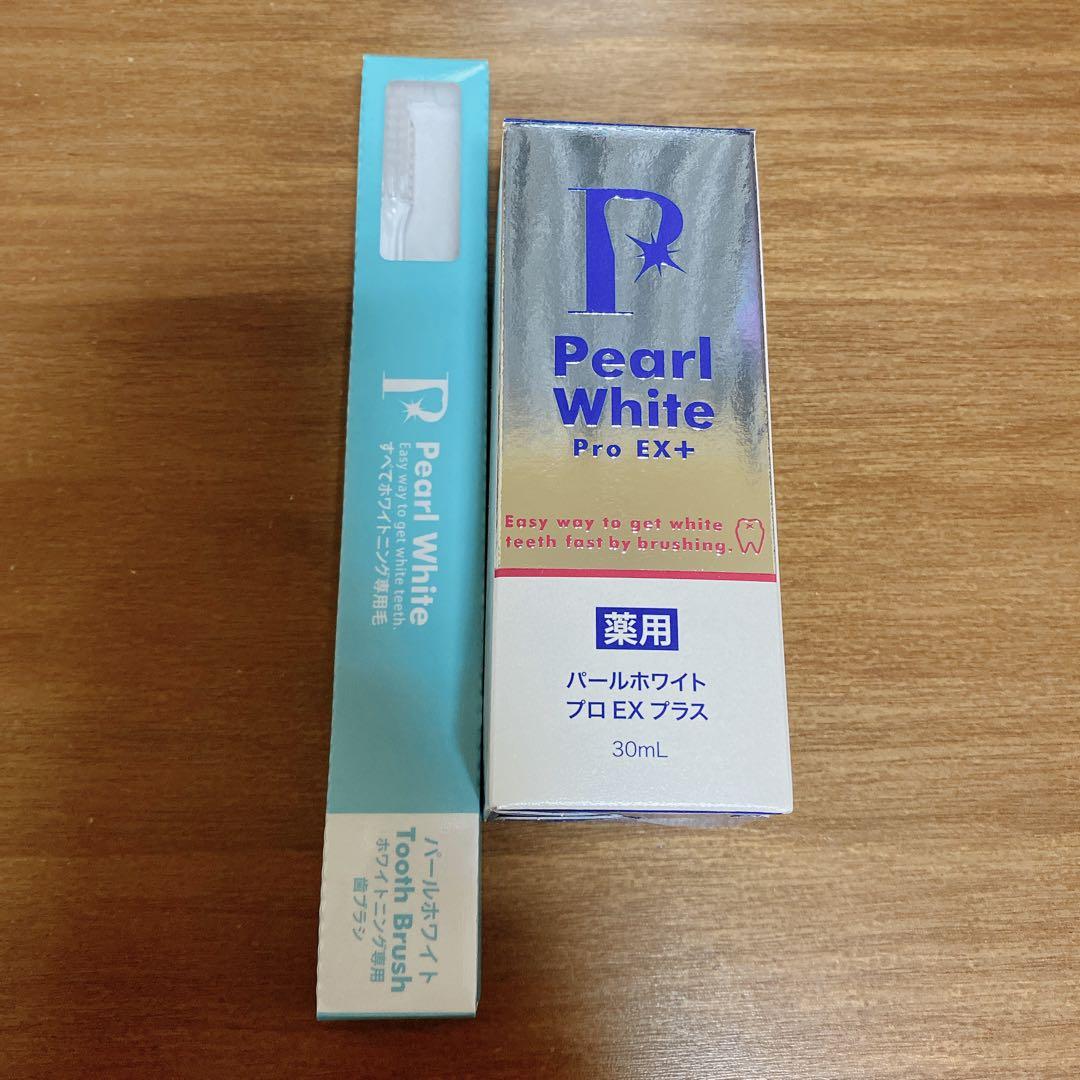 Pearl White
Easy way to get white teeth.
すべてホワイトニング専用毛
パールホワイト
Tooth Brush
ホワイトニング専用
歯ブラシ
P
Pearl
White
Pro EX+
Easy way to get white
teeth fast by brushing.
薬用
パールホワイト
プロ EX プラス
30mL